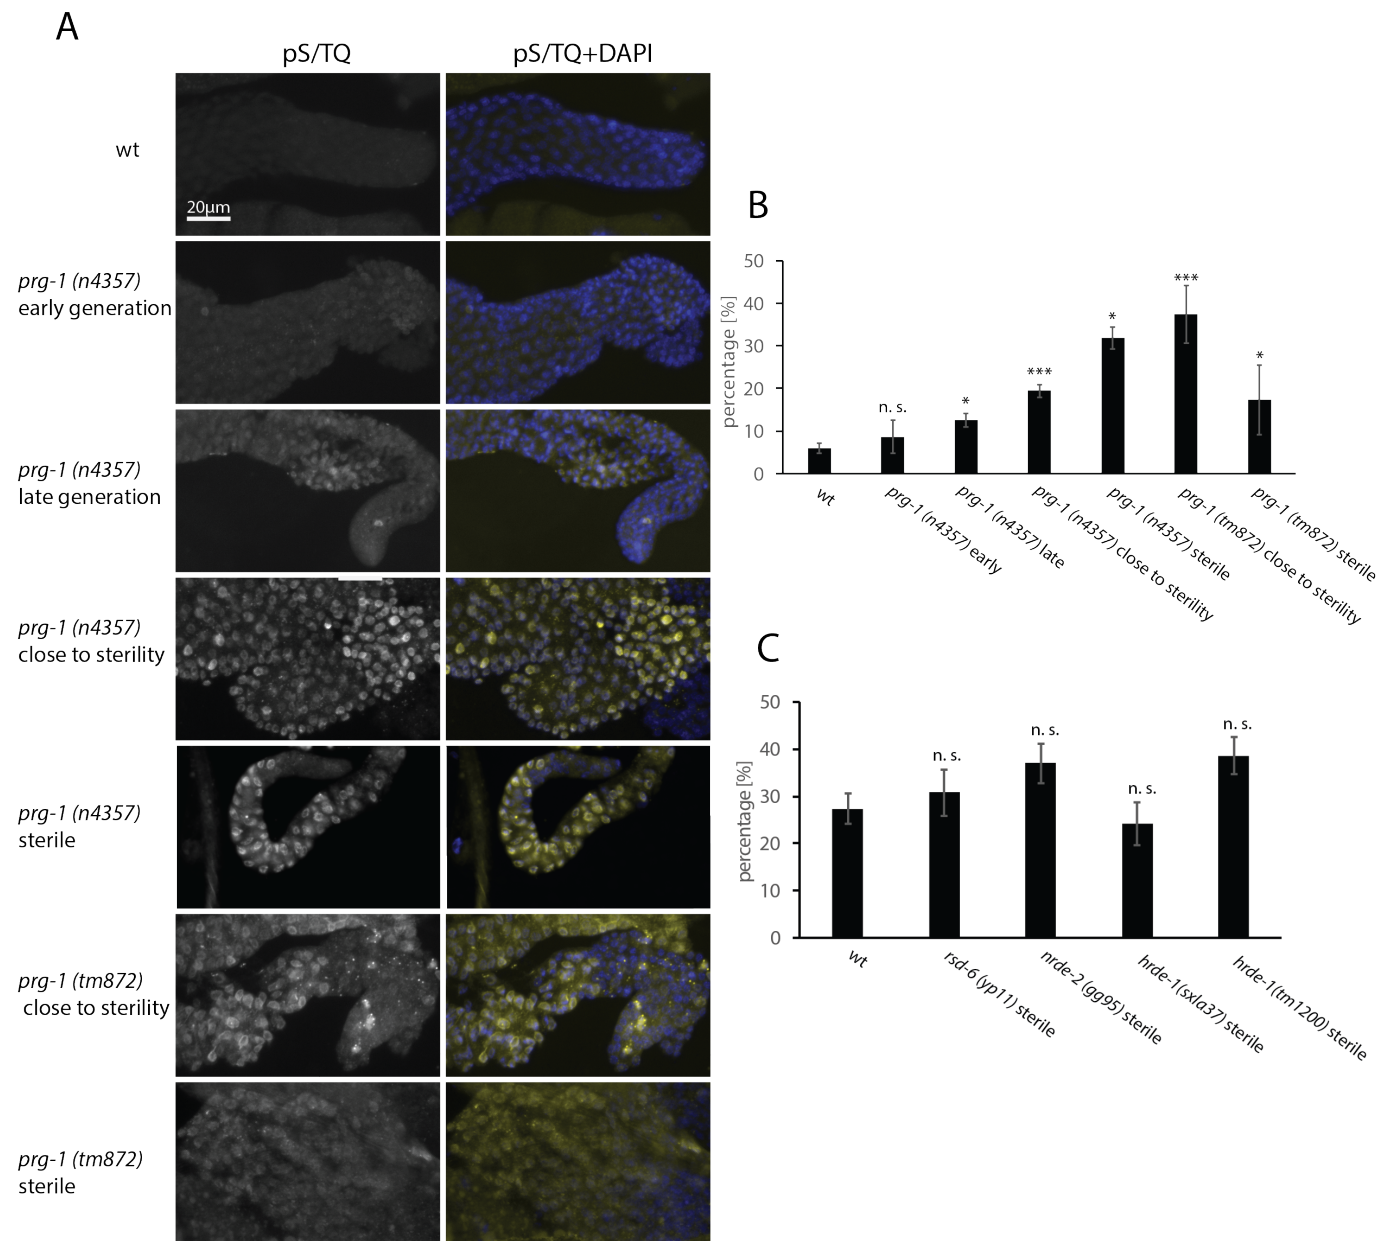 A
pS/TQ
pS/TQ+DAPI
wt
20µm
prg-1 (n4357)
early generation
prg-1 (n4357)
late generation
prg-1 (n4357)
close to sterility
prg-1 (n4357)
sterile
prg-1 (tm872)
close to sterility
prg-1 (tm872)
sterile
B
percentage [%]
50
40
30
20
10
0
n. s.
*
***
*
***
*
wt
prg-1 (n4357) early
prg-1 (n4357) late
prg-1 (n4357) close to sterility
prg-1 (n4357) sterile
prg-1 (tm872) close to sterility
prg-1 (tm872) sterile
C
percentage [%]
50
40
30
20
10
0
n. s.
n. s.
n. s.
n. s.
wt
rsd-6 (yp11) sterile
nrde-2 (gg95) sterile
hrde-1(sxla37) sterile
hrde-1(tm1200) sterile